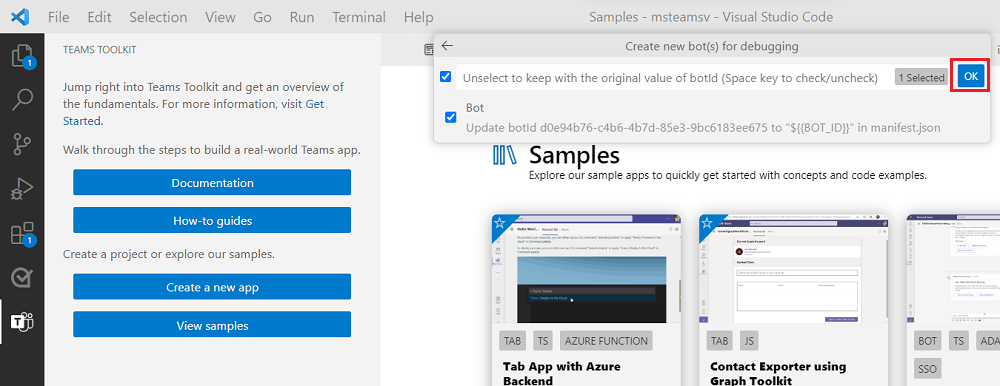 File Edit Selection View Go Run Terminal Help Samples - msteamsv - Visual Studio Code
TEAMS TOOLKIT
Jump right into Teams Toolkit and get an overview
of the fundamentals. For more information, visit Get
Started.
Walk through the steps to build a real-world Teams app.
Documentation
How-to guides
Create a project or explore our samples.
Create a new app
View samples
1
1
Create new bot(s) for debugging
Unselect to keep with the original value of botId (Space key to check/uncheck) 1 Selected OK
Bot
Update botId d0e94b76-c4b6-4b7d-85e3-9bc6183ee675 to "${{BOT_ID}}" in manifest.json
Samples
Explore our sample apps to quickly get started with concepts and code examples.
TAB TS AZURE FUNCTION
Tab App with Azure
Backend
TAB JS
Contact Exporter using
Graph Toolkit
BOT TS ADA
SSO